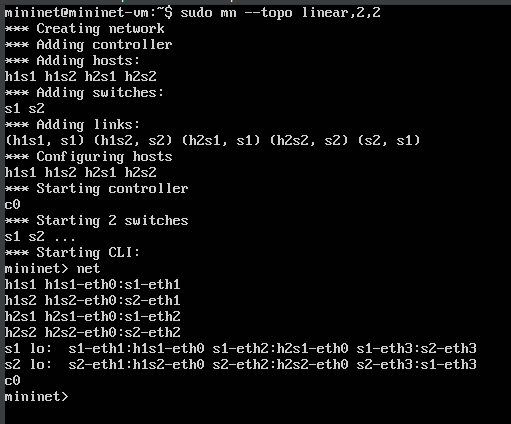 mininet@mininet-vm:~$ sudo mn --topo linear,2,2
*** Creating network
*** Adding controller
*** Adding hosts:
h1s1 h1s2 h2s1 h2s2
*** Adding switches:
s1 s2
*** Adding links:
(h1s1, s1) (h1s2, s2) (h2s1, s1) (h2s2, s2) (s2, s1)
*** Configuring hosts
h1s1 h1s2 h2s1 h2s2
*** Starting controller
c0
*** Starting 2 switches
s1 s2 ...
*** Starting CLI:
mininet> net
h1s1 h1s1-eth0:s1-eth1
h1s2 h1s2-eth0:s2-eth1
h2s1 h2s1-eth0:s1-eth2
h2s2 h2s2-eth0:s2-eth2
s1 lo:  s1-eth1:h1s1-eth0 s1-eth2:h2s1-eth0 s1-eth3:s2-eth3
s2 lo:  s2-eth1:h1s2-eth0 s2-eth2:h2s2-eth0 s2-eth3:s1-eth3
c0
mininet>